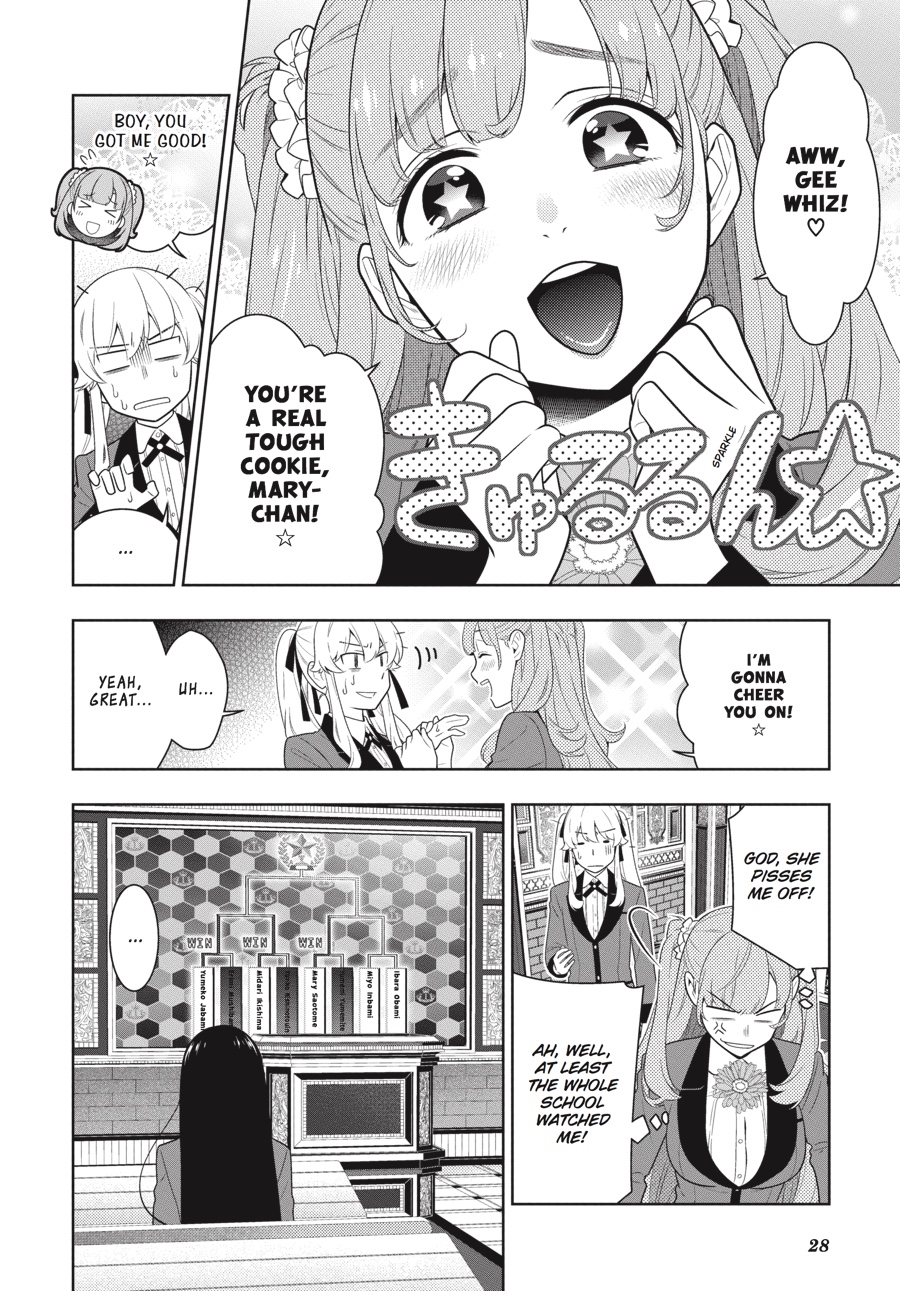 AWW,
GEE
WHIZ!
♡
きゅるるん☆
SPARKLE
YOU'RE
A REAL
TOUGH
COOKIE,
MARY-
CHAN!
☆
BOY, YOU
GOT ME GOOD!
☆
...
I'M
GONNA
CHEER
YOU ON!
☆
UH...
YEAH,
GREAT...
GOD, SHE
PISSES
ME OFF!
AH, WELL,
AT LEAST
THE WHOLE
SCHOOL
WATCHED
ME!
...
WIN
WIN
WIN
Yumeko Jabami
Midari Ikishima
Mary Saotome
Miyo Inbami
Ibara Obami
28